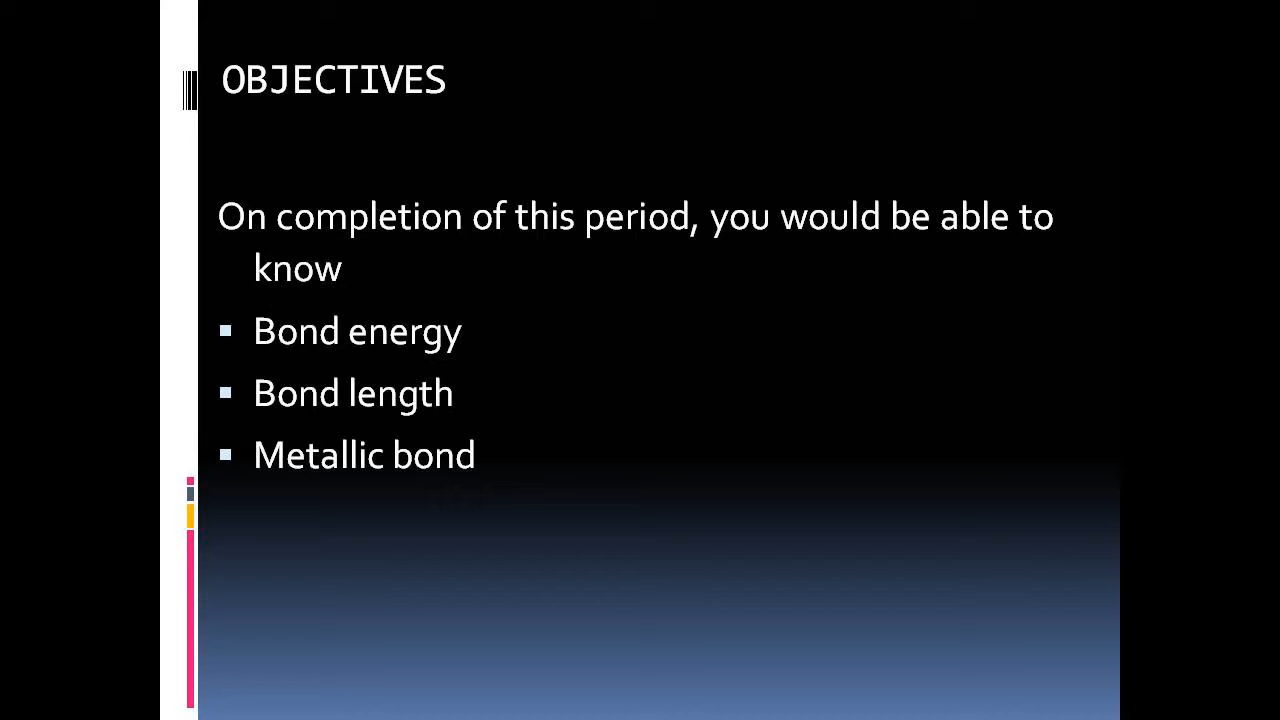 OBJECTIVES
On completion of this period, you would be able to
know
▪ Bond energy
▪ Bond length
▪ Metallic bond